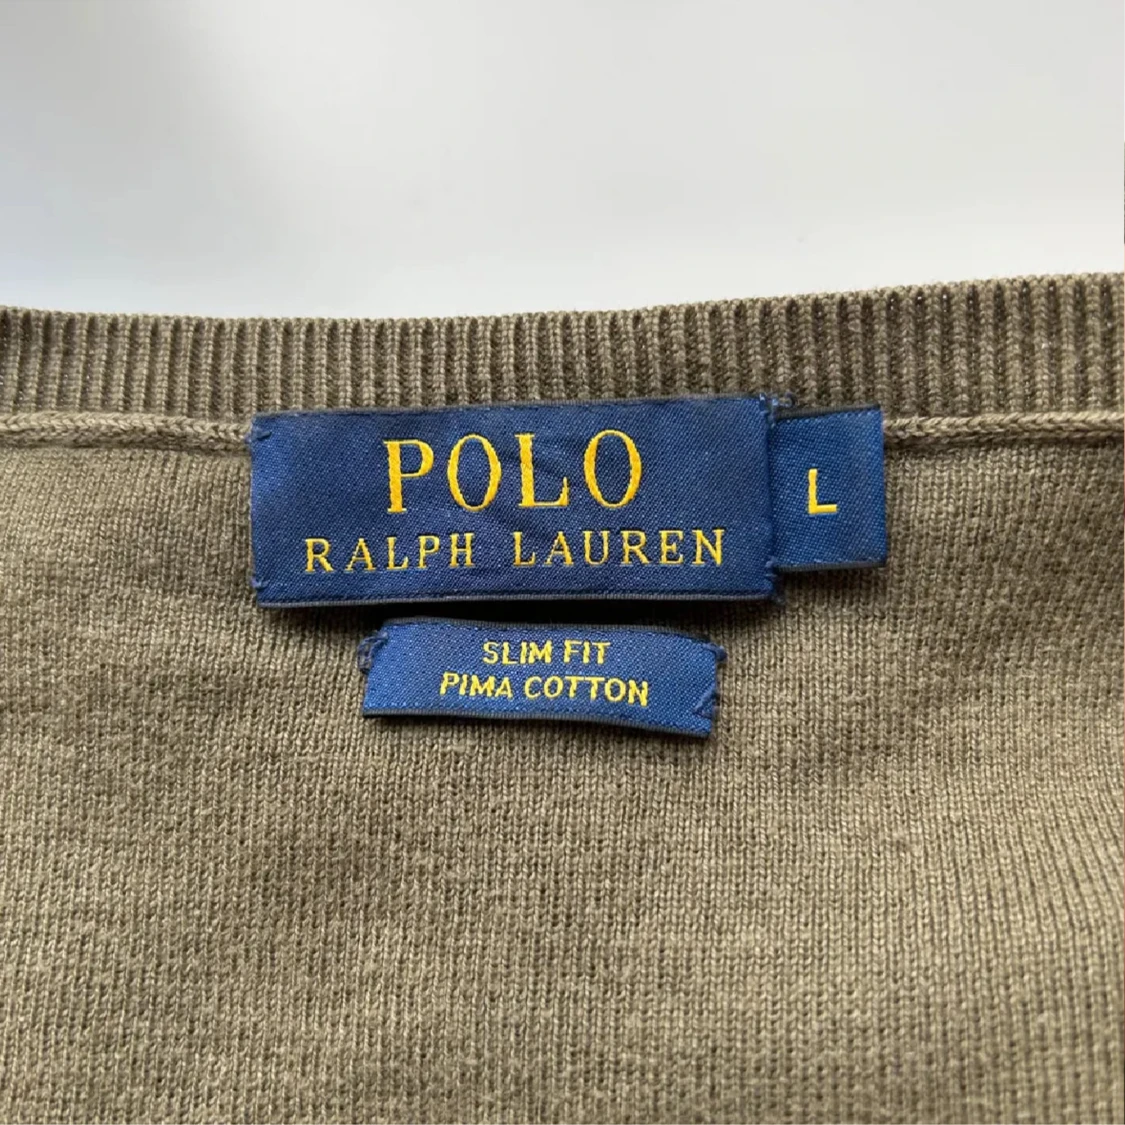 POLO
RALPH LAUREN
L
SLIM FIT
PIMA COTTON